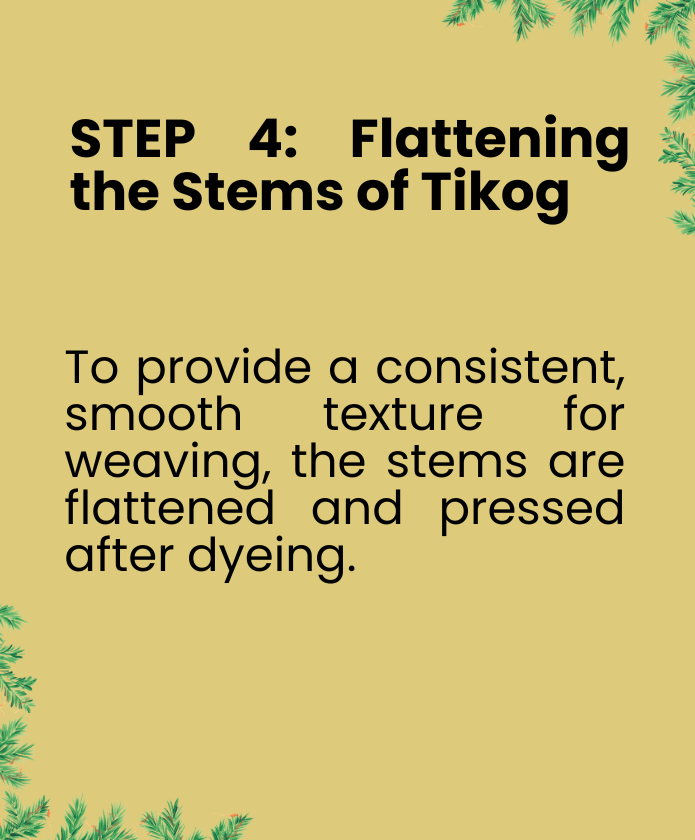 STEP 4: Flattening
the Stems of Tikog
To provide a consistent,
smooth texture for
weaving, the stems are
flattened and pressed
after dyeing.